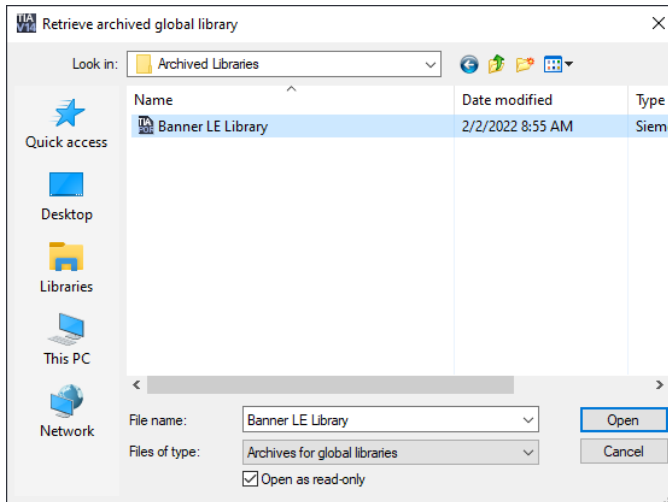 TIA V14 Retrieve archived global library
Look in: Archived Libraries
Name Date modified Type
Banner LE Library 2/2/2022 8:55 AM Siem
Quick access
Desktop
Libraries
This PC
Network
File name: Banner LE Library Open
Files of type: Archives for global libraries Cancel
Open as read-only